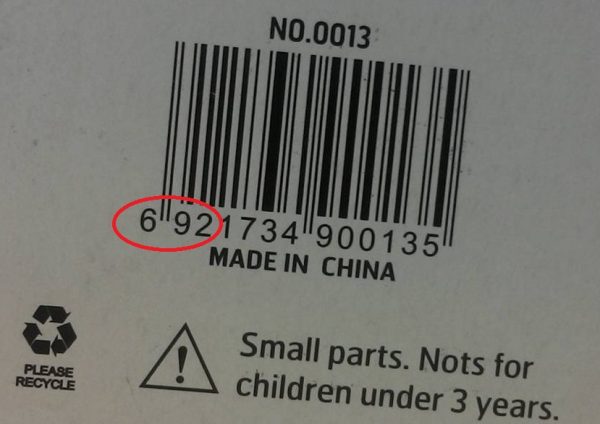 NO.0013
6 921734 900135
MADE IN CHINA
PLEASE
RECYCLE
Small parts. Nots for
children under 3 years.